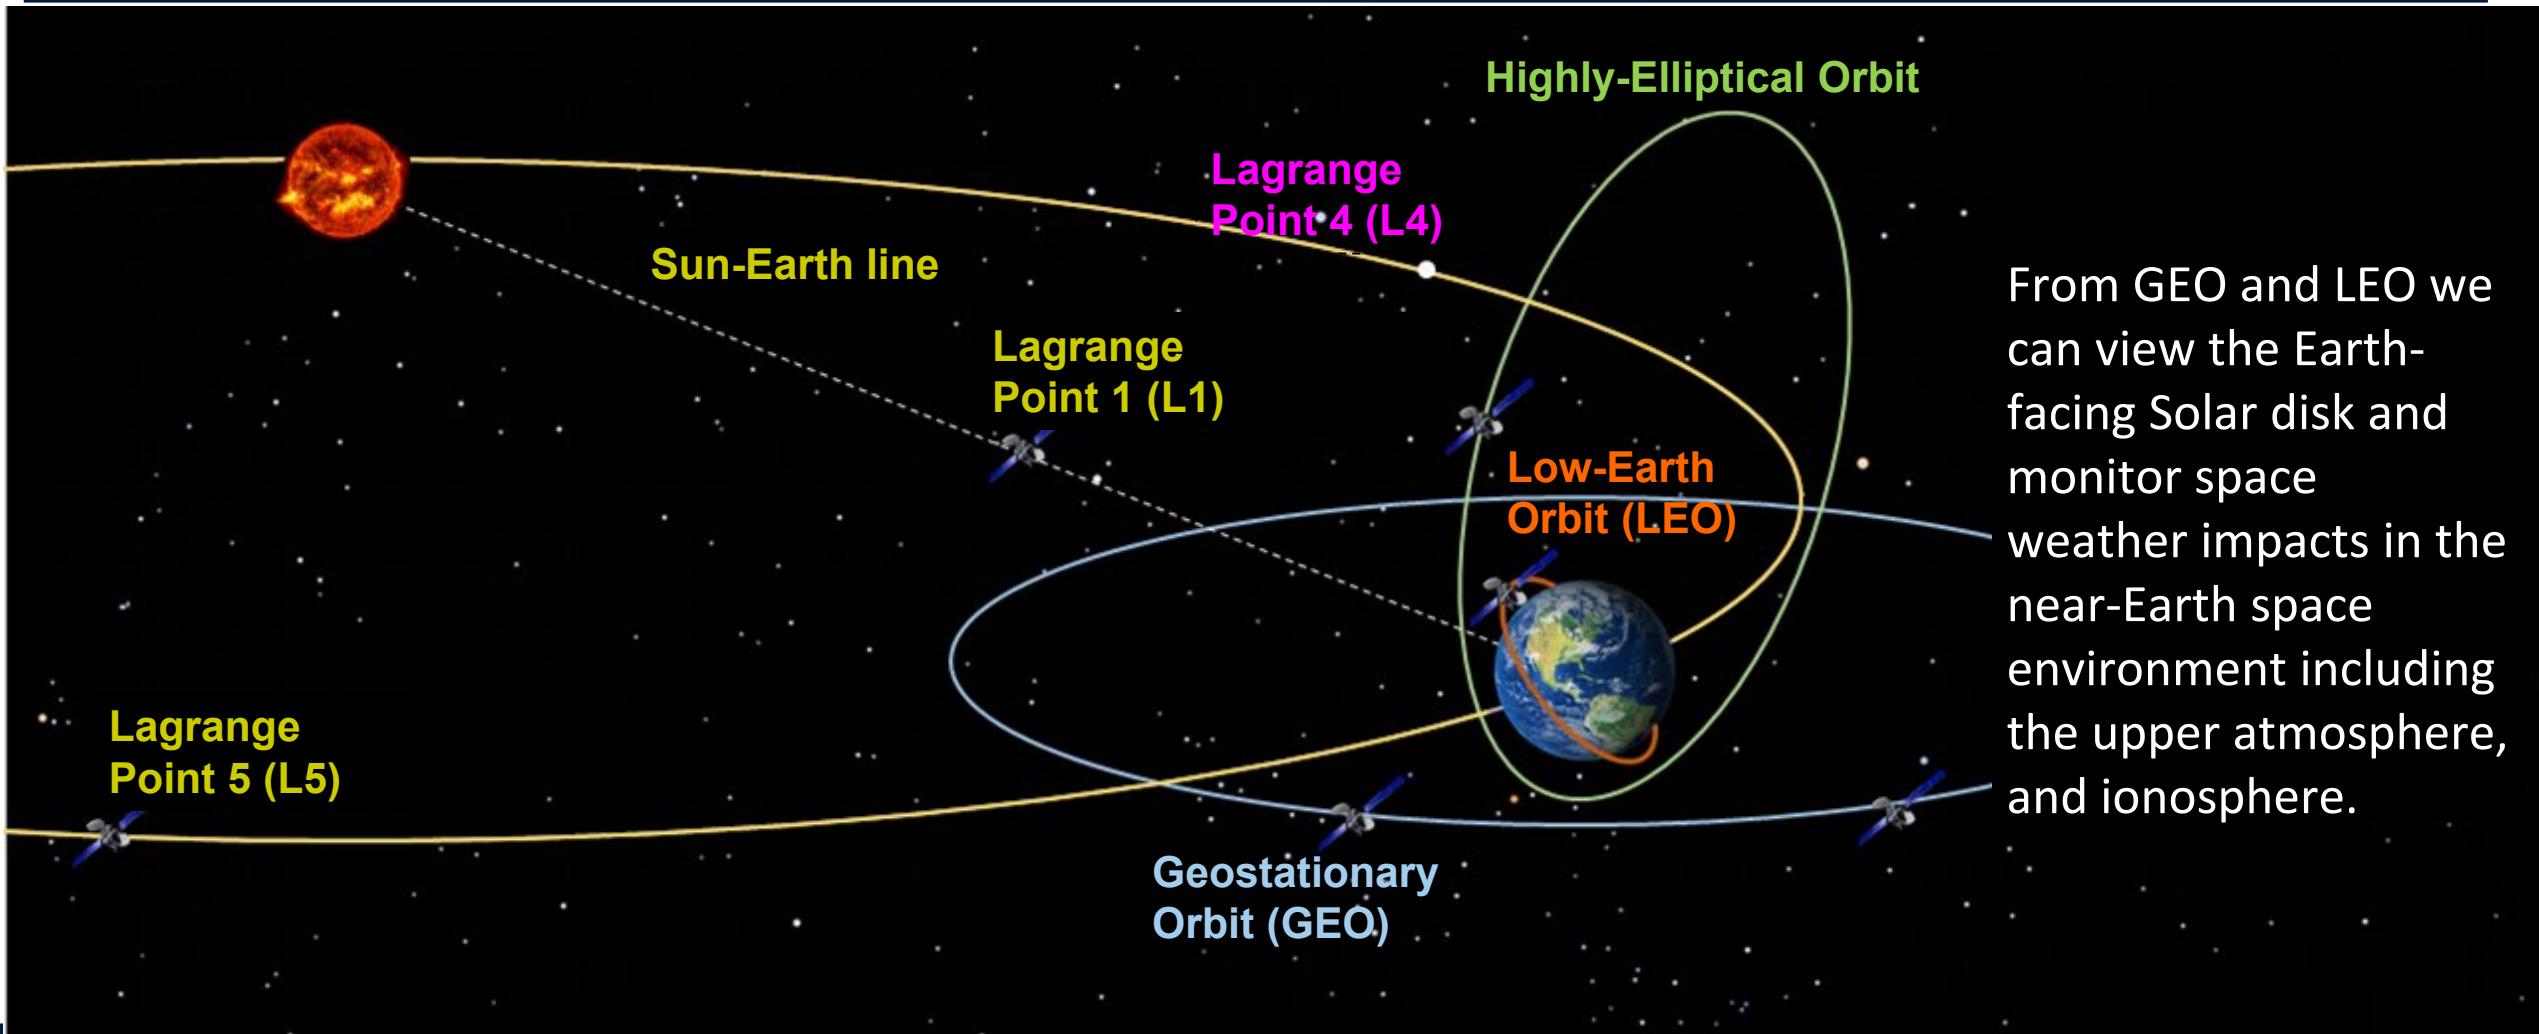 Highly-Elliptical Orbit
Lagrange
Point 4 (L4)
Sun-Earth line
Lagrange
Point 1 (L1)
Low-Earth
Orbit (LEO)
Lagrange
Point 5 (L5)
Geostationary
Orbit (GEO)
From GEO and LEO we
can view the Earth-
facing Solar disk and
monitor space
weather impacts in the
near-Earth space
environment including
the upper atmosphere,
and ionosphere.